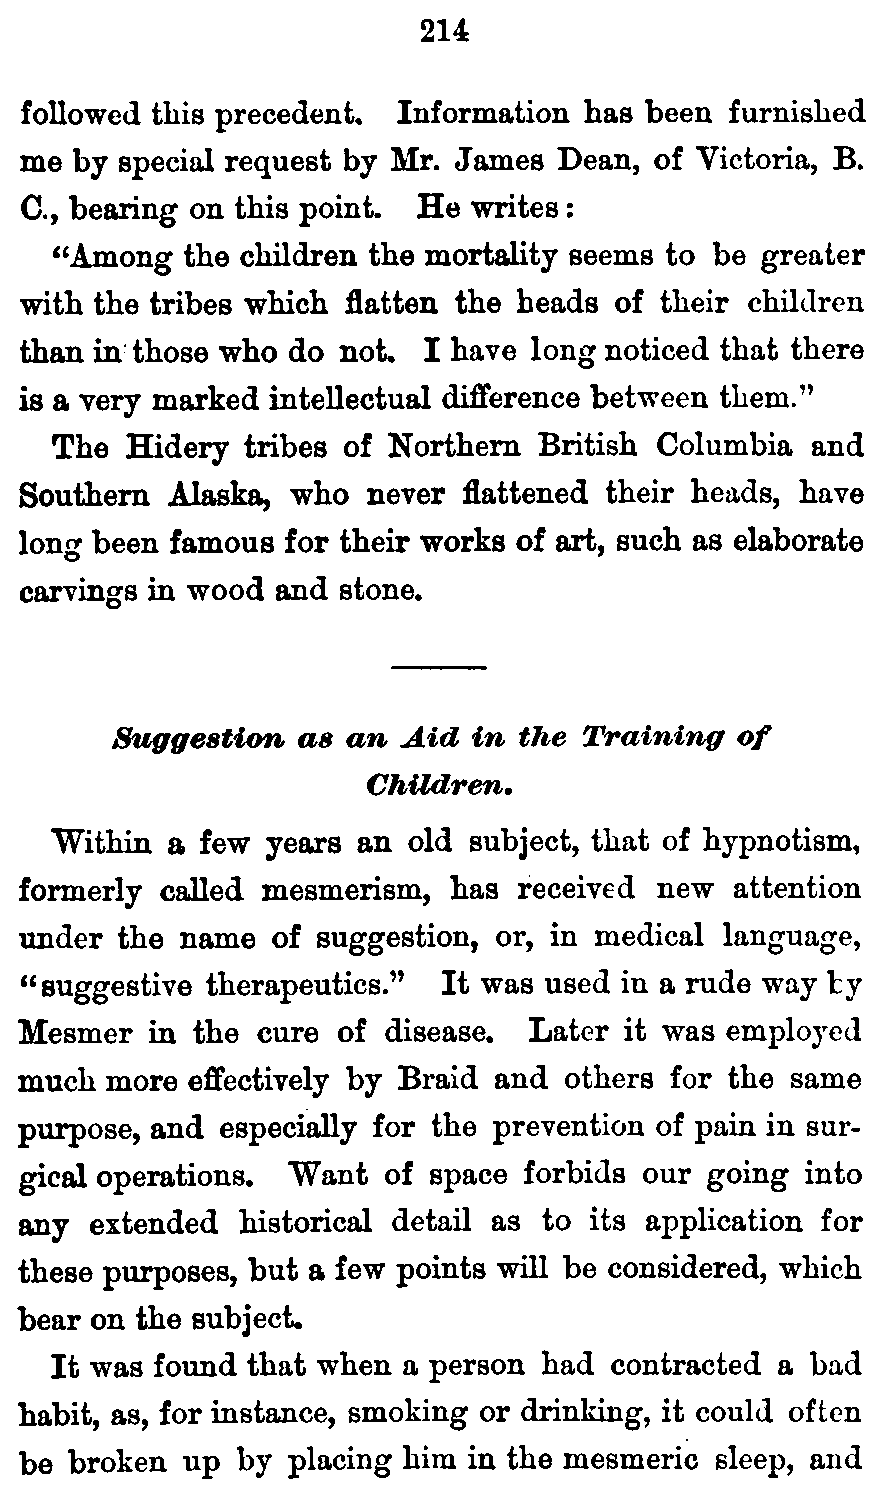 214
followed this precedent. Information has been furnished
me by special request by Mr. James Dean, of Victoria, B.
C., bearing on this point. He writes:
"Among the children the mortality seems to be greater
with the tribes which flatten the heads of their children
than in those who do not. I have long noticed that there
is a very marked intellectual difference between them."
The Hidery tribes of Northern British Columbia and
Southern Alaska, who never flattened their heads, have
long been famous for their works of art, such as elaborate
carvings in wood and stone.
Suggestion as an Aid in the Training of
Children.
Within a few years an old subject, that of hypnotism,
formerly called mesmerism, has received new attention
under the name of suggestion, or, in medical language,
"suggestive therapeutics." It was used in a rude way by
Mesmer in the cure of disease. Later it was employed
much more effectively by Braid and others for the same
purpose, and especially for the prevention of pain in sur-
gical operations. Want of space forbids our going into
any extended historical detail as to its application for
these purposes, but a few points will be considered, which
bear on the subject.
It was found that when a person had contracted a bad
habit, as, for instance, smoking or drinking, it could often
be broken up by placing him in the mesmeric sleep, and